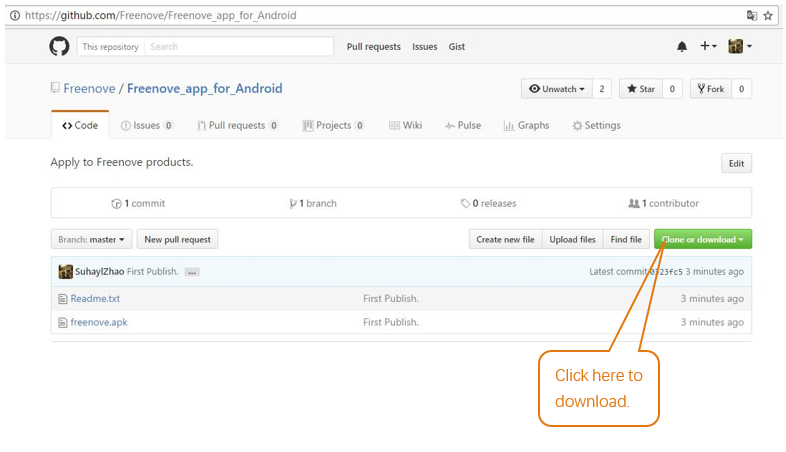 https://github.com/Freenove/Freenove_app_for_Android
This repository Search Pull requests Issues Gist
Freenove / Freenove_app_for_Android Unwatch 2 Star 0 Fork 0
Code Issues 0 Pull requests 0 Projects 0 Wiki Pulse Graphs Settings
Apply to Freenove products. Edit
1 commit 1 branch 0 releases 1 contributor
Branch: master New pull request Create new file Upload files Find file Clone or download
SuhaylZhao First Publish. ... Latest commit 0323fc5 3 minutes ago
Readme.txt First Publish. 3 minutes ago
freenove.apk First Publish. 3 minutes ago
Click here to
download.